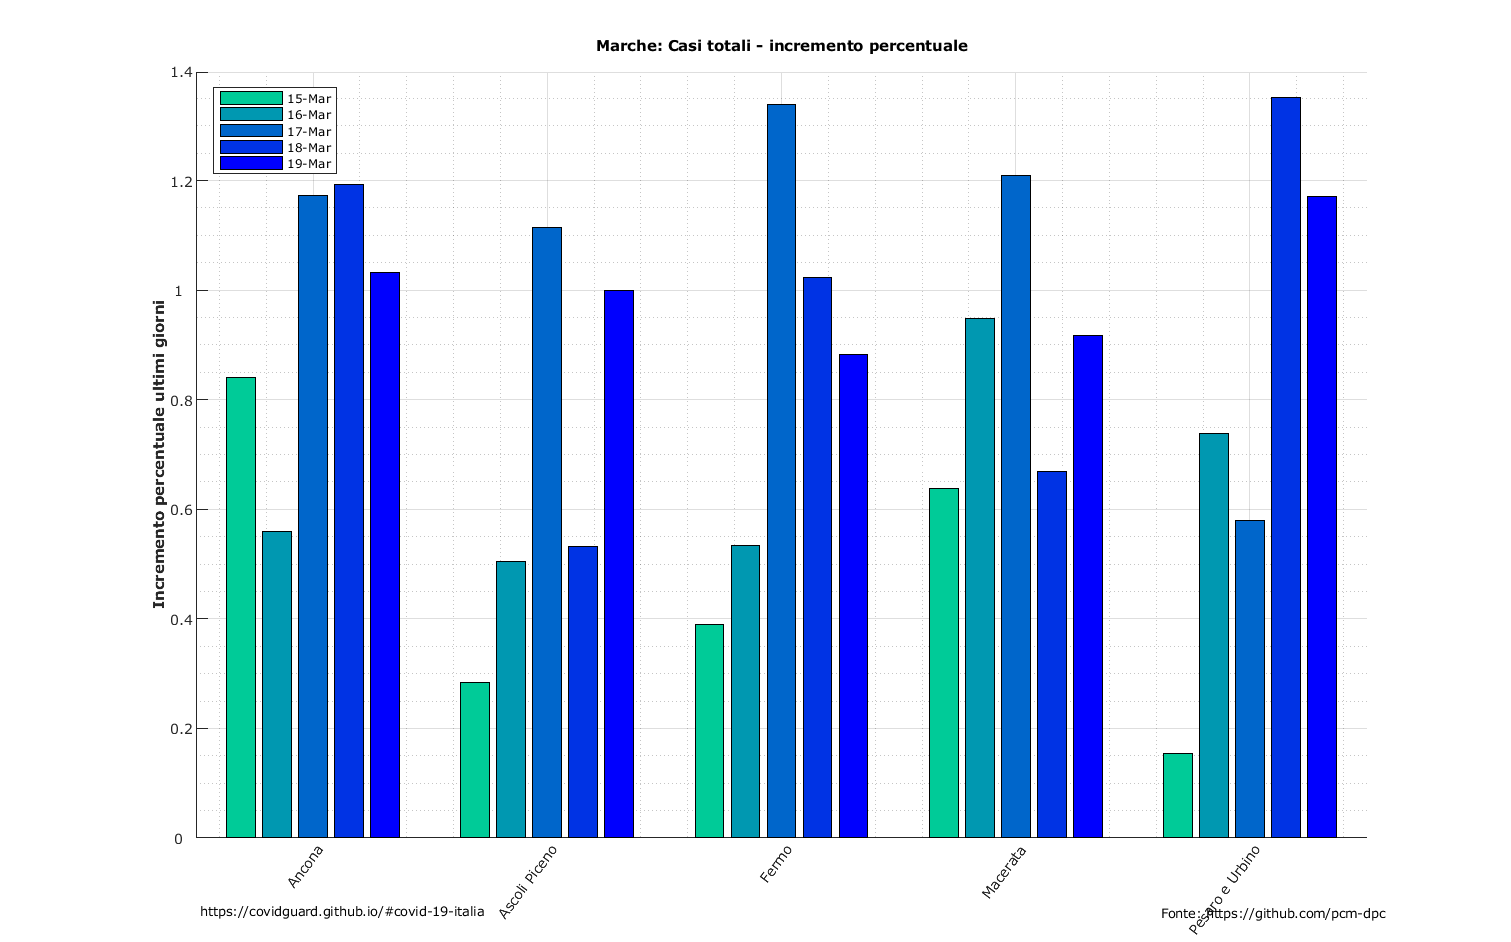 Marche: Casi totali - incremento percentuale
1.4
1.2
1
0.8
0.6
0.4
0.2
0
Incremento percentuale ultimi giorni
15-Mar
16-Mar
17-Mar
18-Mar
19-Mar
Ancona
Ascoli Piceno
Fermo
Macerata
Pesaro e Urbino
https://covidguard.github.io/#covid-19-italia
Fonte: https://github.com/pcm-dpc